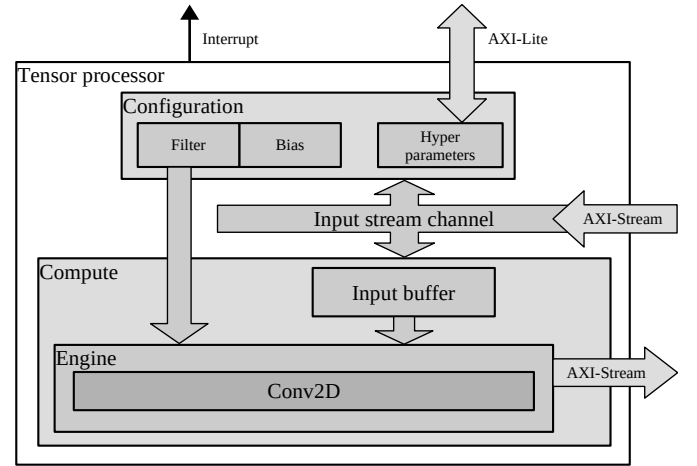 Interrupt
AXI-Lite
Tensor processor
Configuration
Filter
Bias
Hyper
parameters
Input stream channel
AXI-Stream
Compute
Input buffer
Engine
AXI-Stream
Conv2D